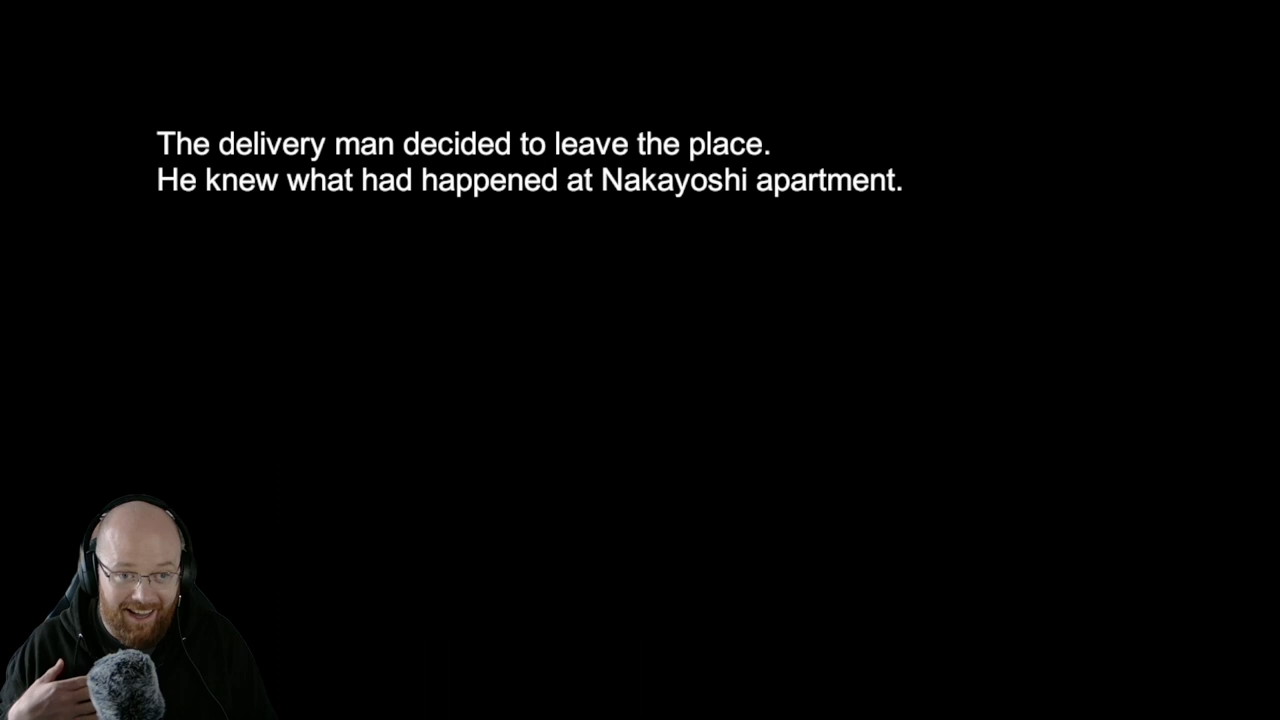 The delivery man decided to leave the place.
He knew what had happened at Nakayoshi apartment.